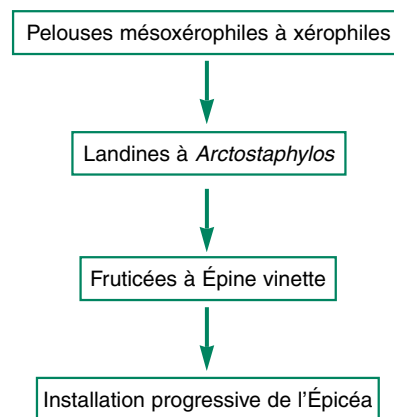 Pelouses mésoxérophiles à xérophiles
Landines à Arctostaphylos
Fruticées à Épine vinette
Installation progressive de l'Épicéa